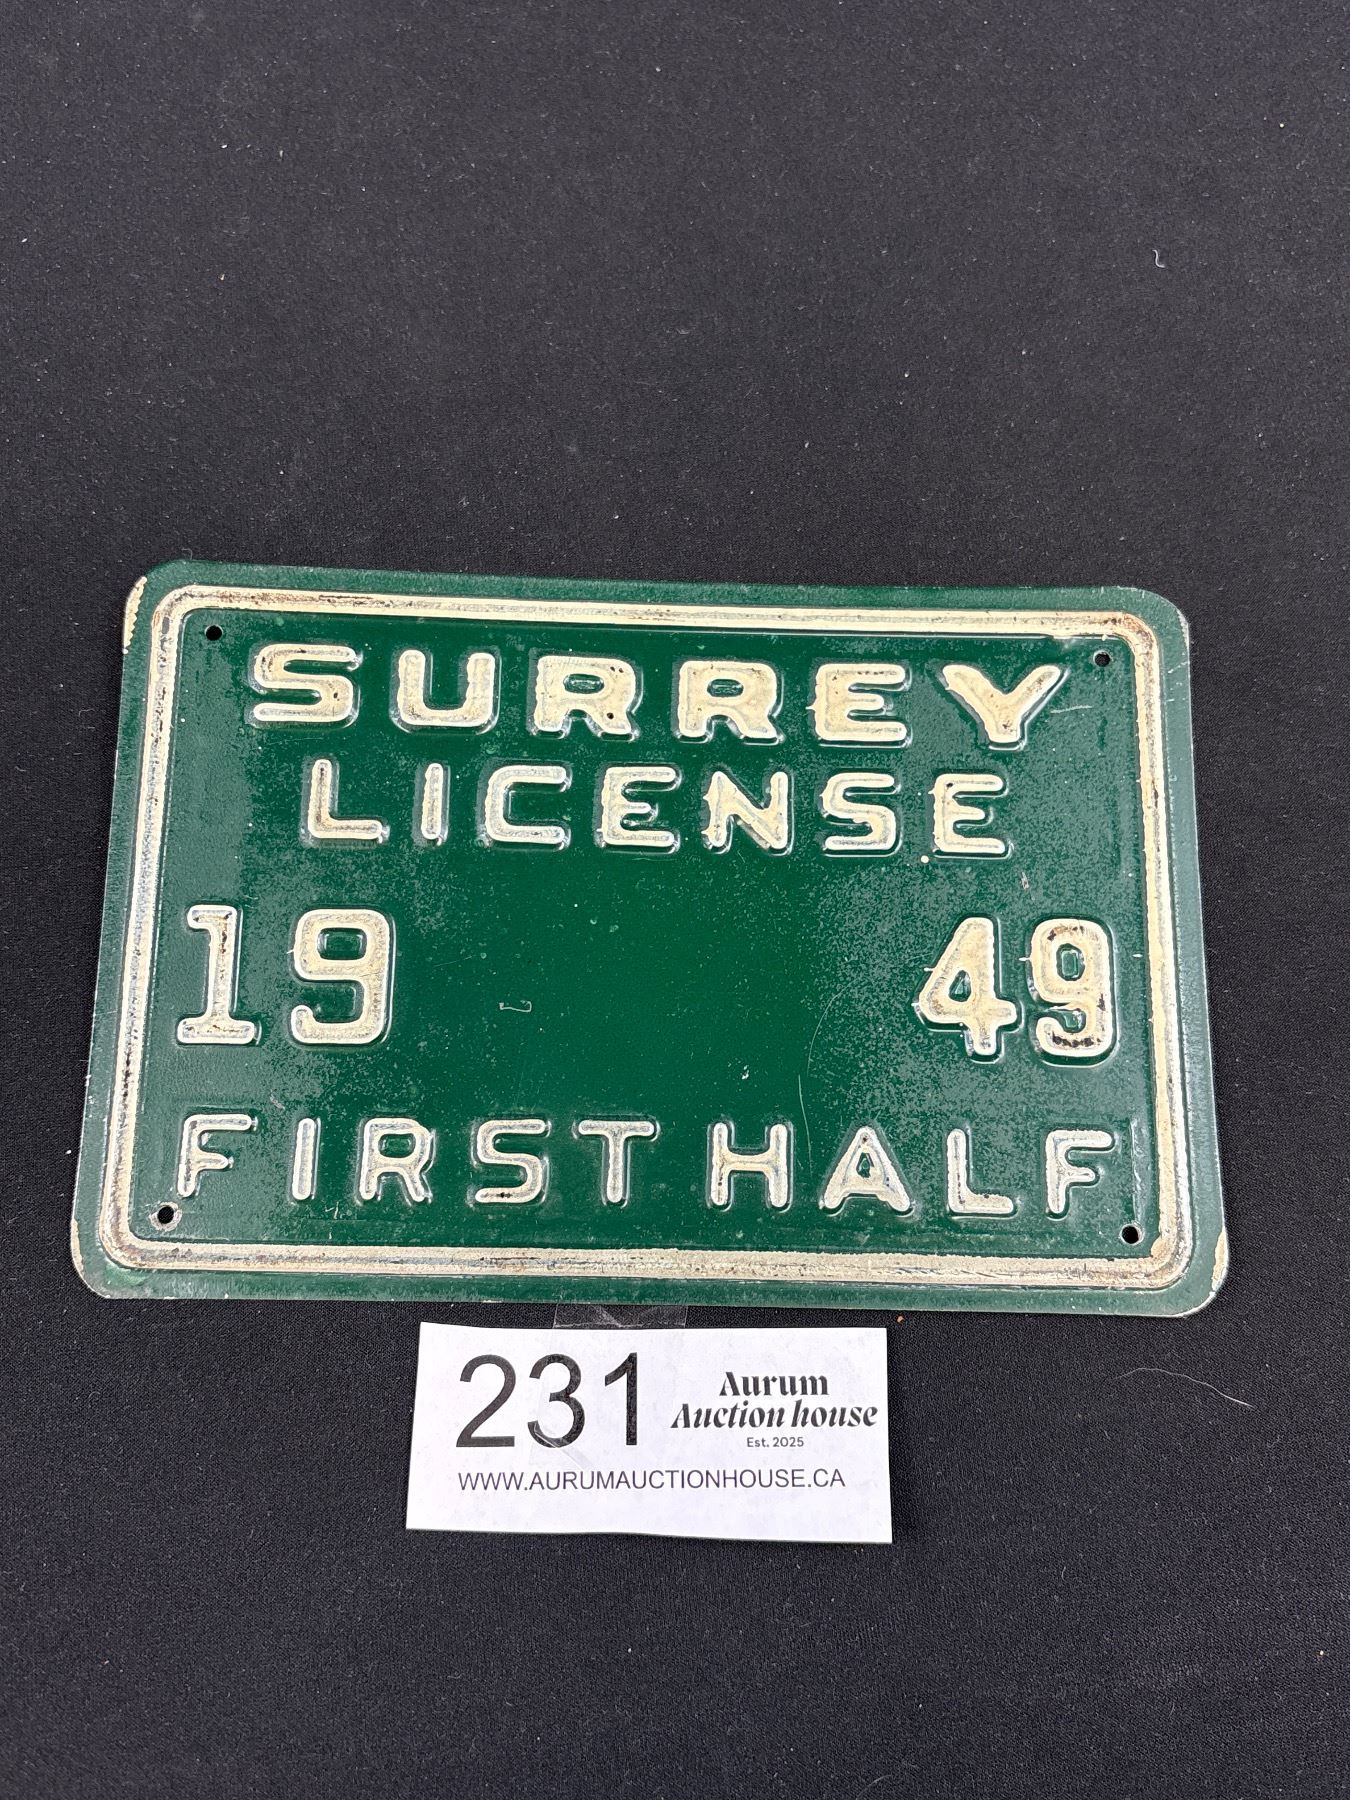 SURREY
LICENSE
19 49
FIRST HALF
231
Aurum
Auction house
Est. 2025
WWW.AURUMAUCTIONHOUSE.CA